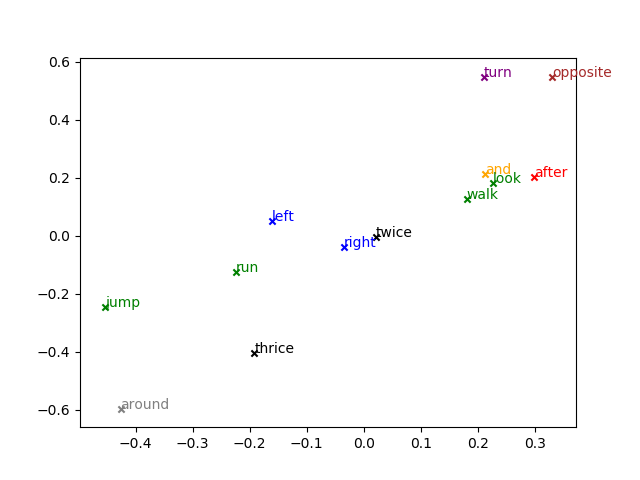 0.6
turn
opposite
0.4
and
after
look
0.2
walk
left
twice
right
0.0
run
−0.2
jump
thrice
−0.4
around
−0.6
−0.4
−0.3
−0.2
−0.1
0.0
0.1
0.2
0.3